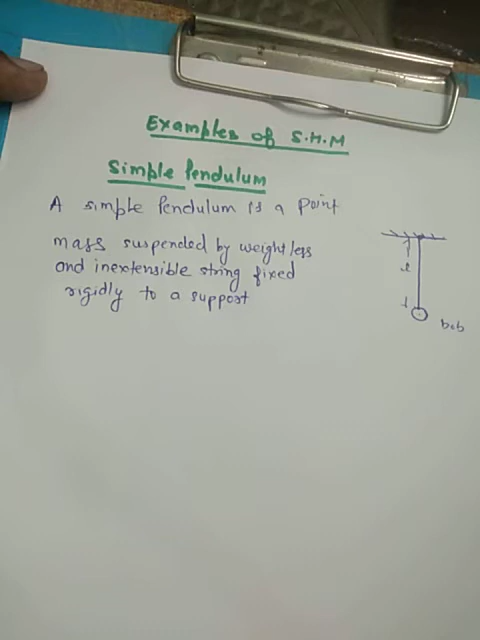 Examples of S.H.M
Simple Pendulum
A simple Pendulum is a Point
mass suspended by weightless
and inextensible string fixed
rigidly to a support
l
bob